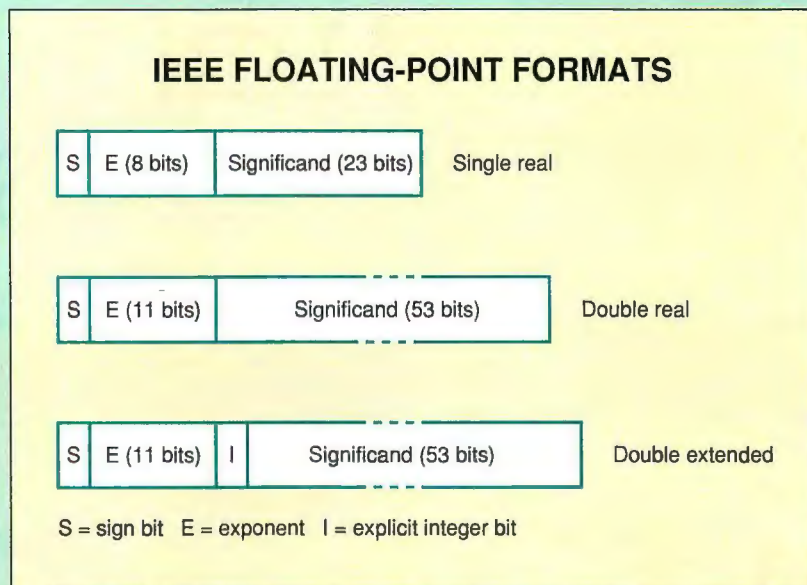 IEEE FLOATING-POINT FORMATS
S E (8 bits) Significand (23 bits) Single real
S E (11 bits) Significand (53 bits) Double real
S E (11 bits) I Significand (53 bits) Double extended
S = sign bit E = exponent I = explicit integer bit